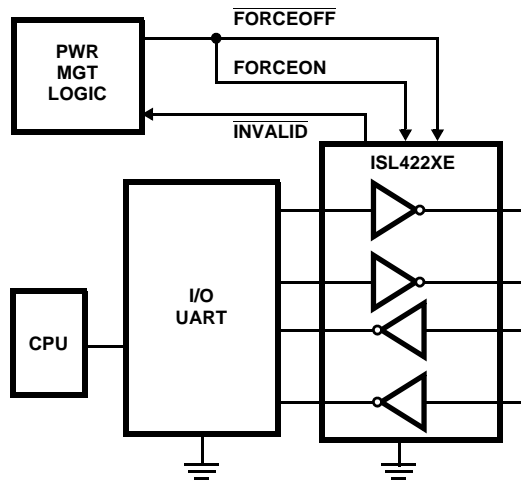 FORCEOFF
PWR
MGT
LOGIC
FORCEON
INVALID
ISL422XE
I/O
UART
CPU